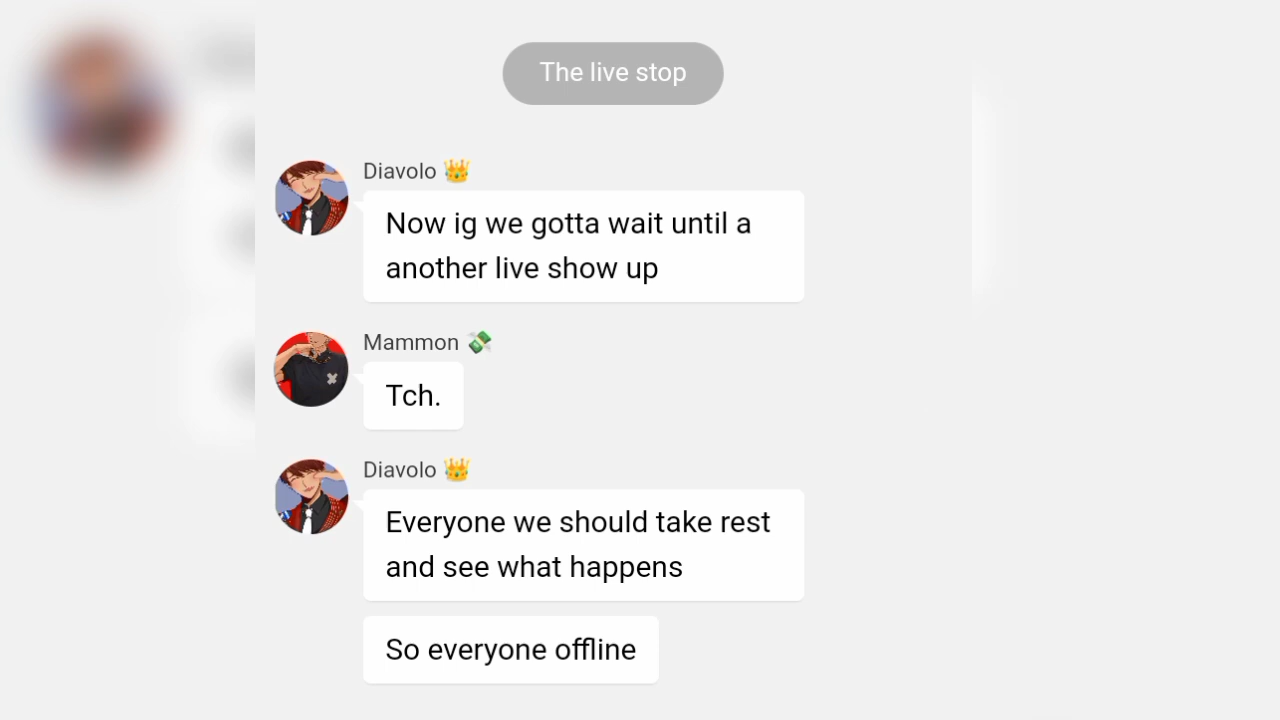 The live stop
Diavolo 👑
Now ig we gotta wait until a
another live show up
Mammon 💸
Tch.
Diavolo 👑
Everyone we should take rest
and see what happens
So everyone offline